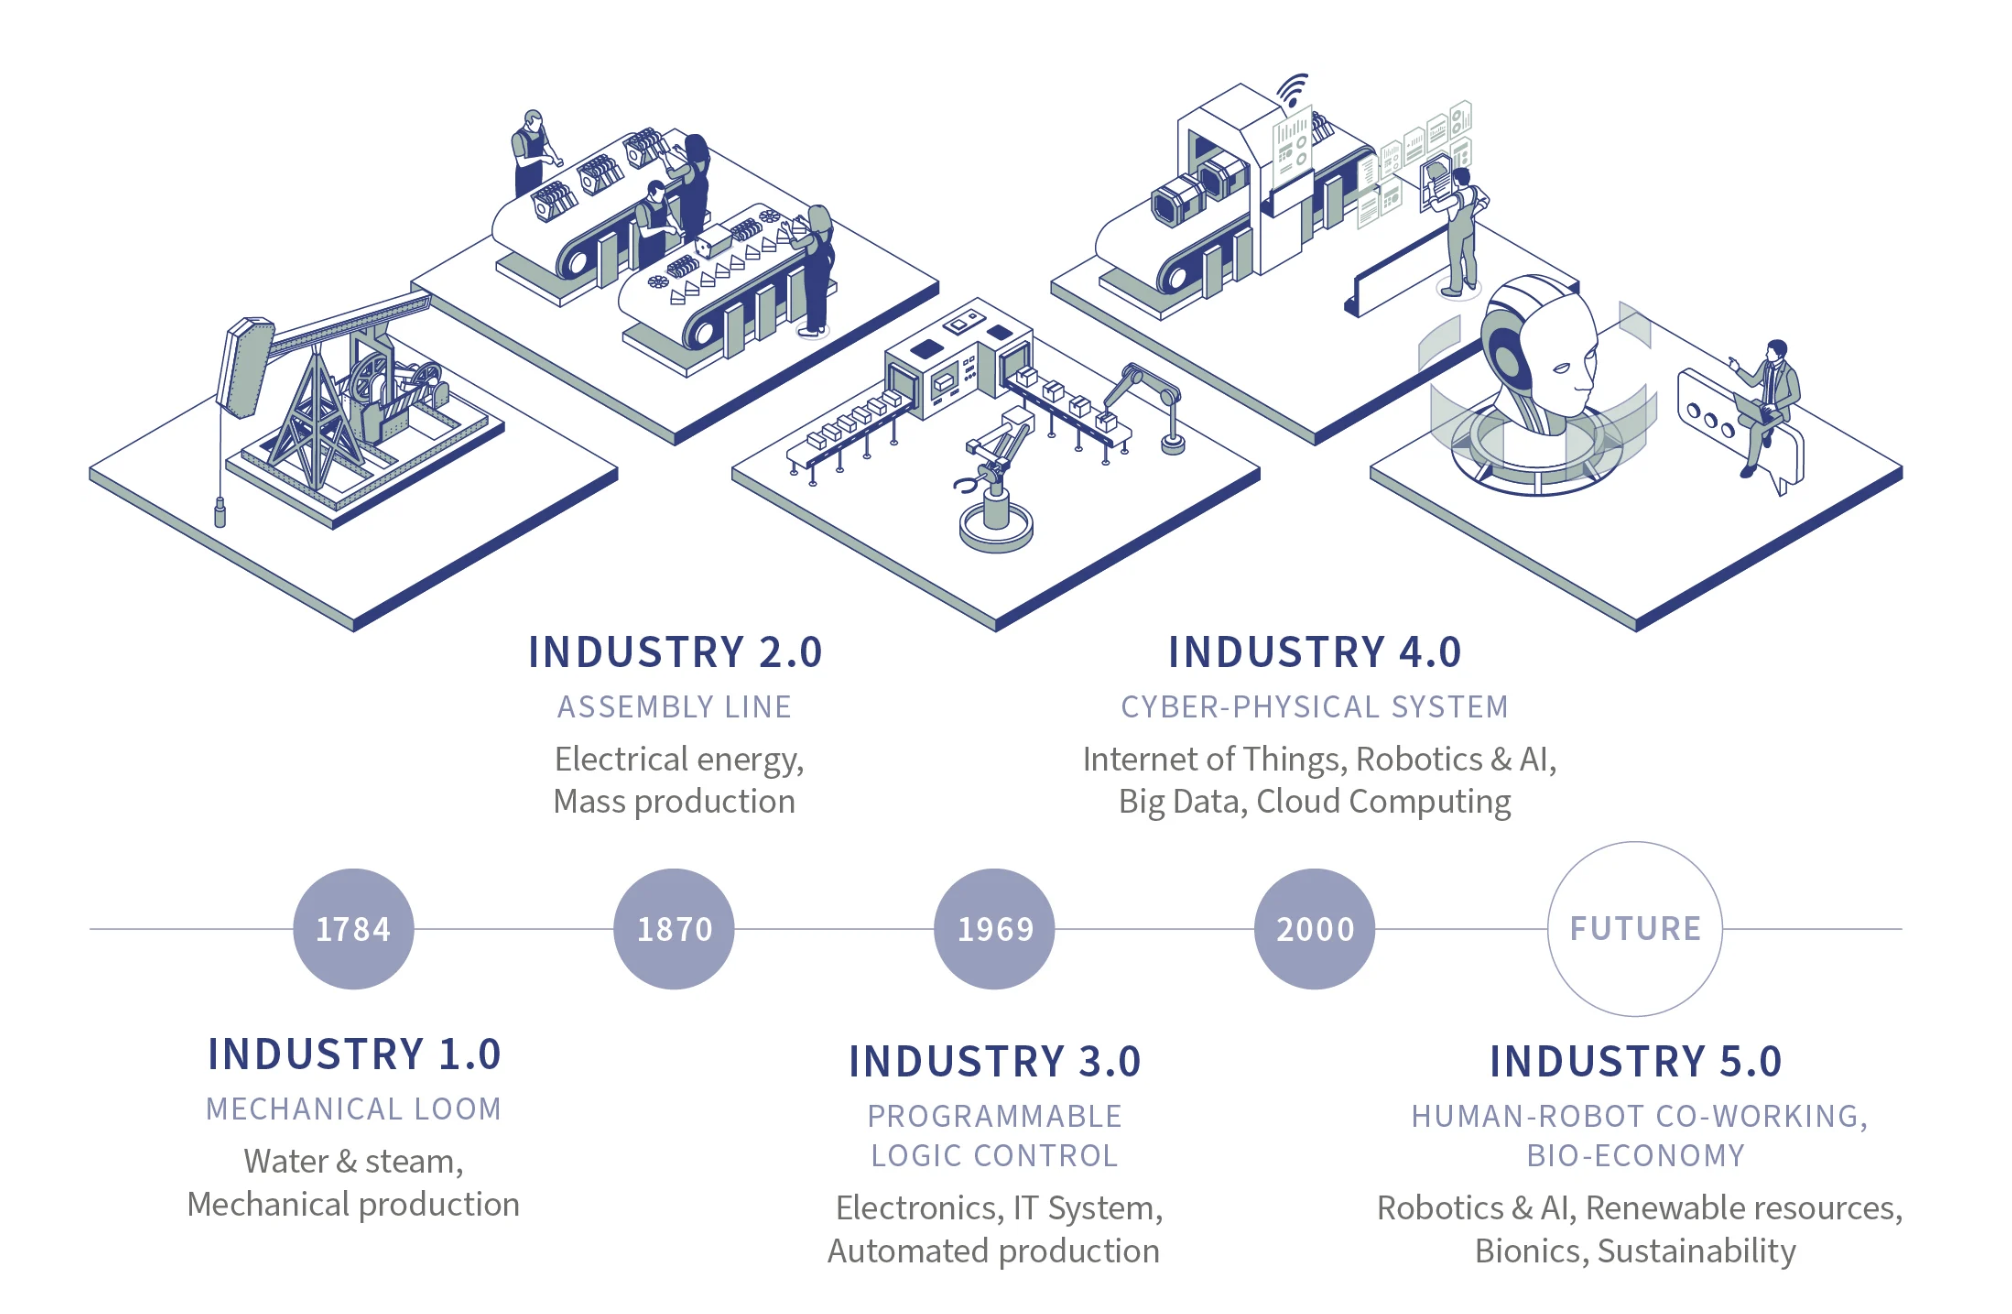 INDUSTRY 2.0
ASSEMBLY LINE
Electrical energy,
Mass production
INDUSTRY 4.0
CYBER-PHYSICAL SYSTEM
Internet of Things, Robotics & AI,
Big Data, Cloud Computing
1784
1870
1969
2000
FUTURE
INDUSTRY 1.0
MECHANICAL LOOM
Water & steam,
Mechanical production
INDUSTRY 3.0
PROGRAMMABLE
LOGIC CONTROL
Electronics, IT System,
Automated production
INDUSTRY 5.0
HUMAN-ROBOT CO-WORKING,
BIO-ECONOMY
Robotics & AI, Renewable resources,
Bionics, Sustainability